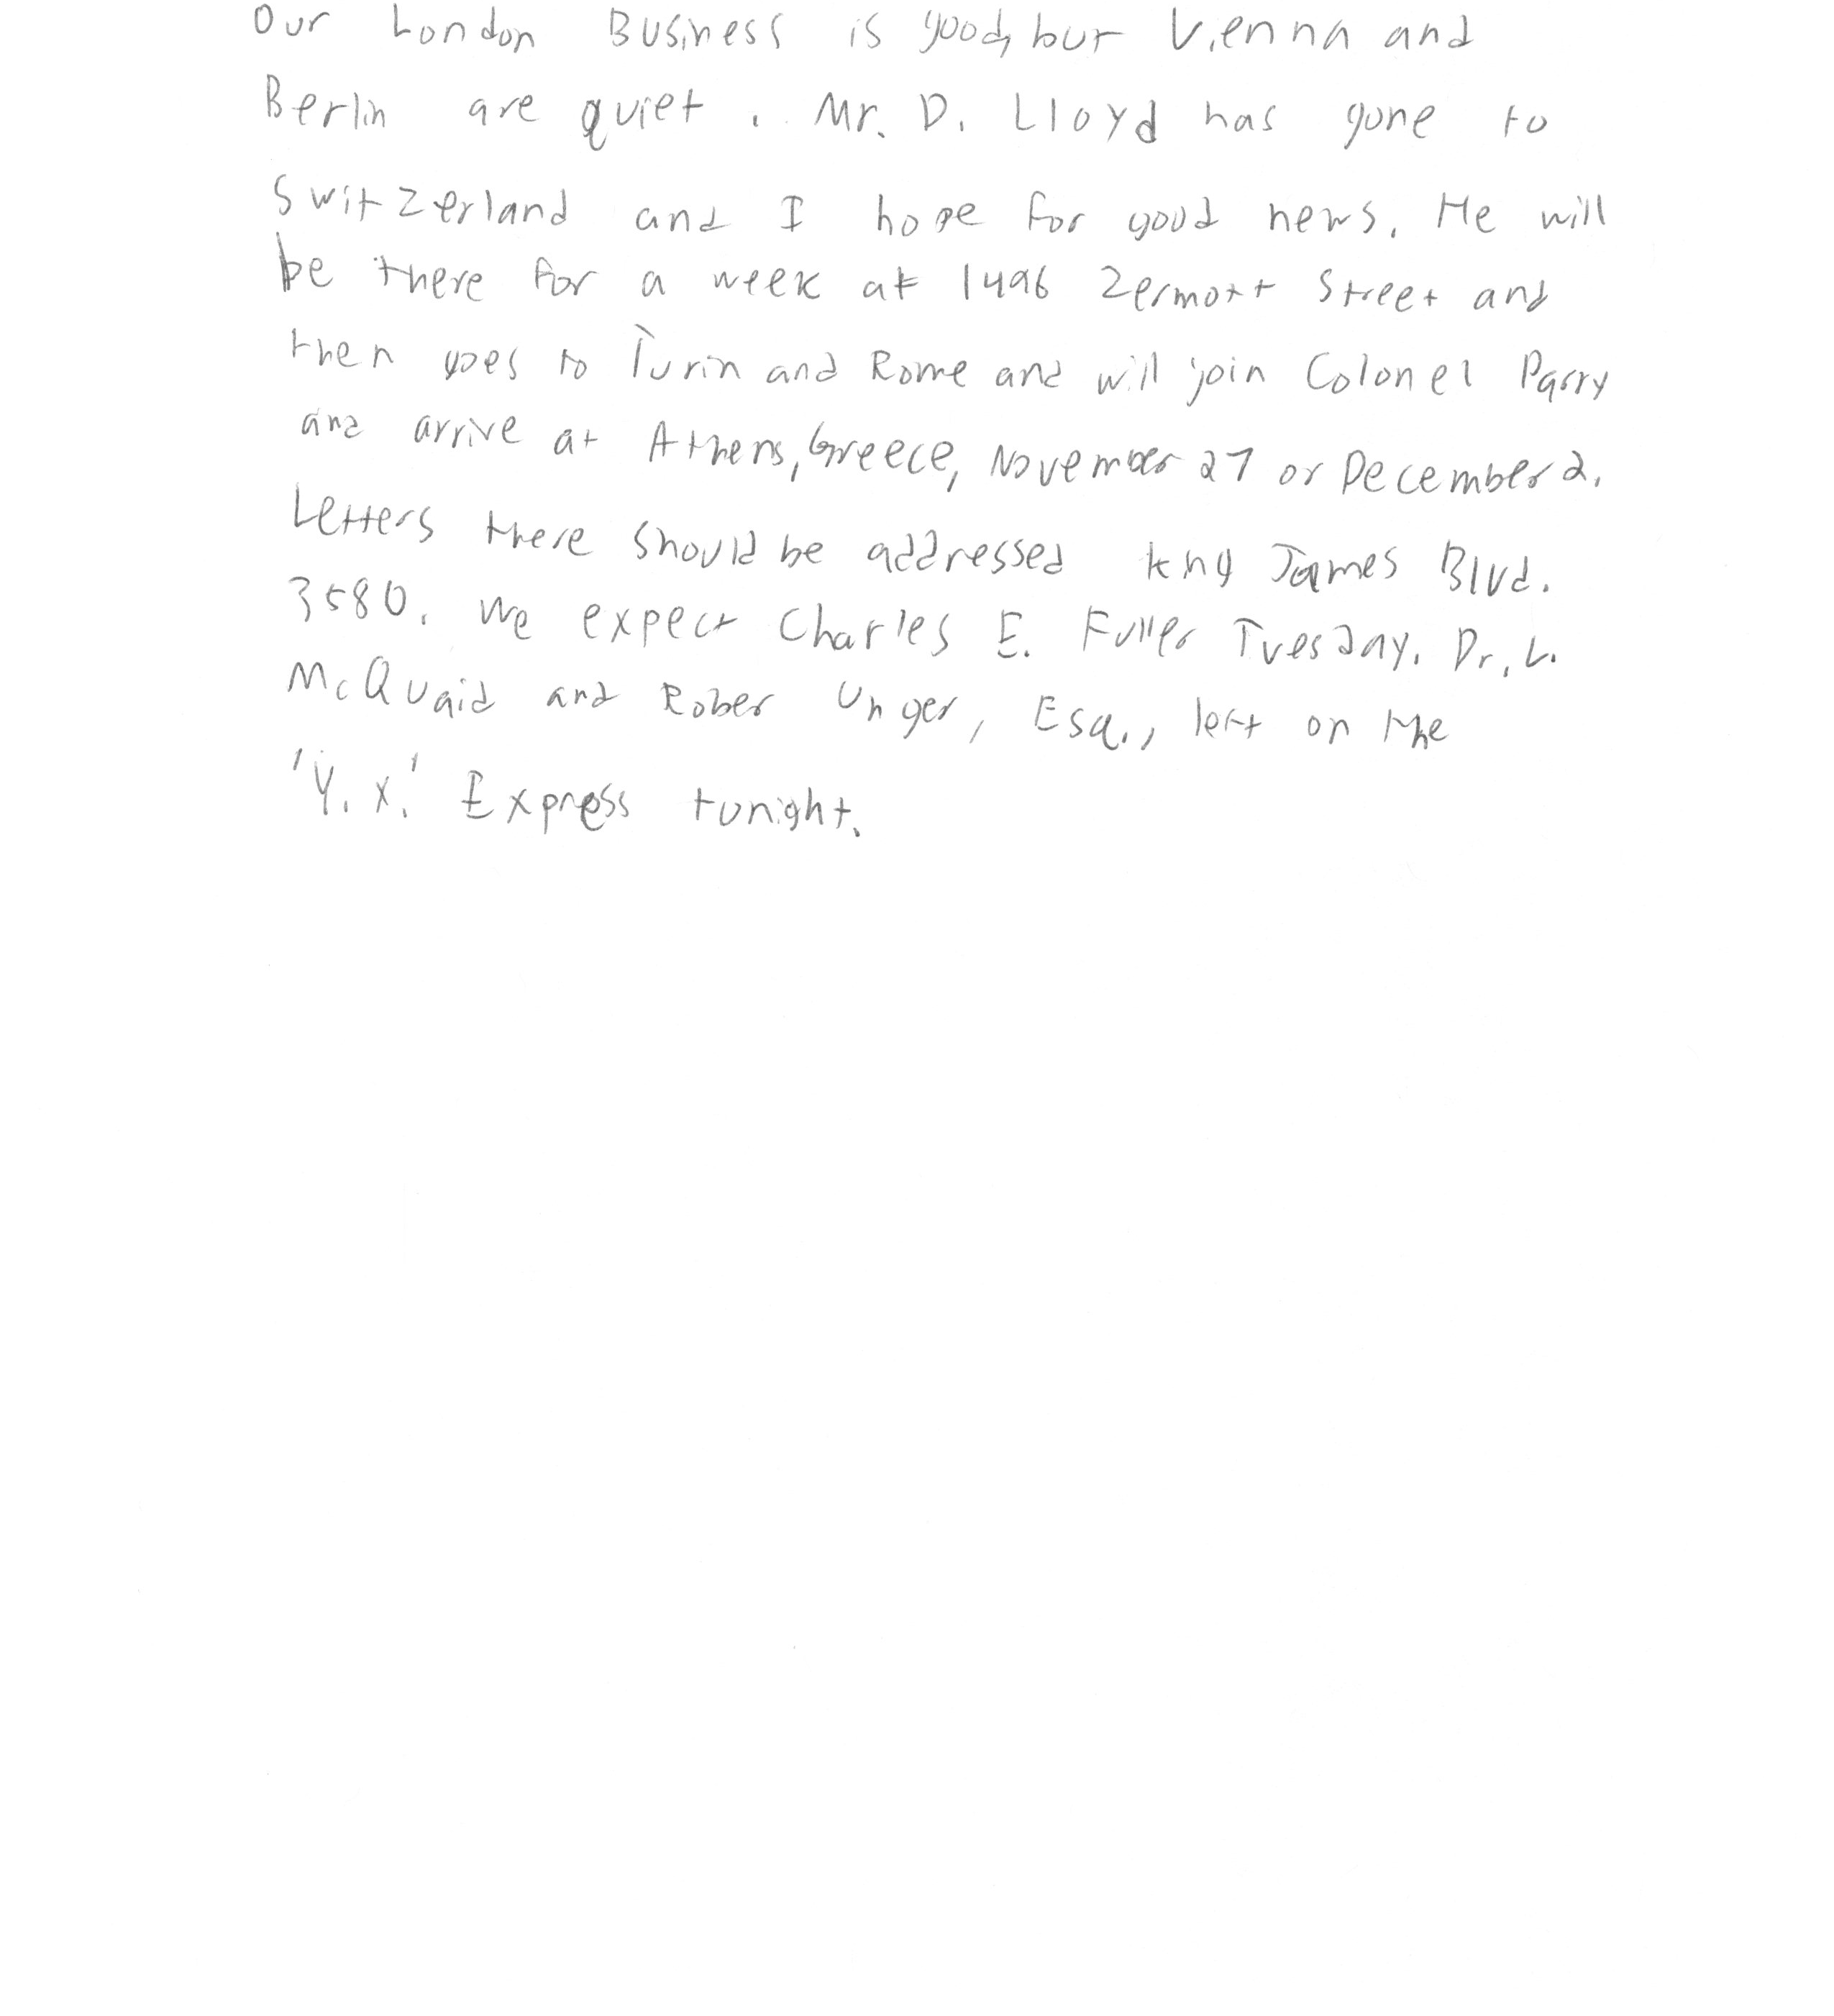 Our London Business is good, but Vienna and
Berlin are quiet. Mr. D. Lloyd has gone to
Switzerland and I hope for good news. He will
be there for a week at 1496 Zermott Street and
then goes to Turin and Rome and will join Colonel Parry
and arrive at Athens, Greece, November 27 or December 2.
Letters there should be addressed King James Blvd.
3580. We expect Charles E. Fuller Tuesday. Dr. L.
McQuaid and Rober Unger, Esq., left on the
'Y.X.' Express tonight.